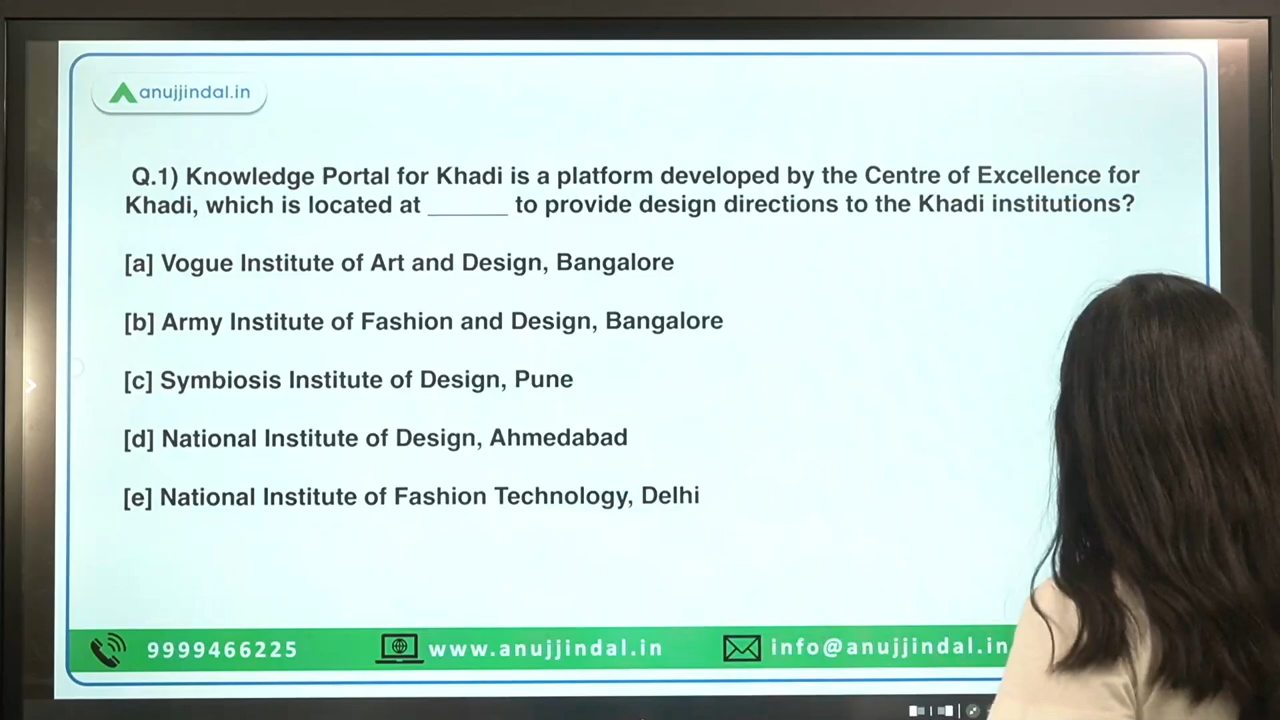 anujjindal.in
Q.1) Knowledge Portal for Khadi is a platform developed by the Centre of Excellence for
Khadi, which is located at ______ to provide design directions to the Khadi institutions?
[a] Vogue Institute of Art and Design, Bangalore
[b] Army Institute of Fashion and Design, Bangalore
[c] Symbiosis Institute of Design, Pune
[d] National Institute of Design, Ahmedabad
[e] National Institute of Fashion Technology, Delhi
9999466225 www.anujjindal.in info@anujjindal.in